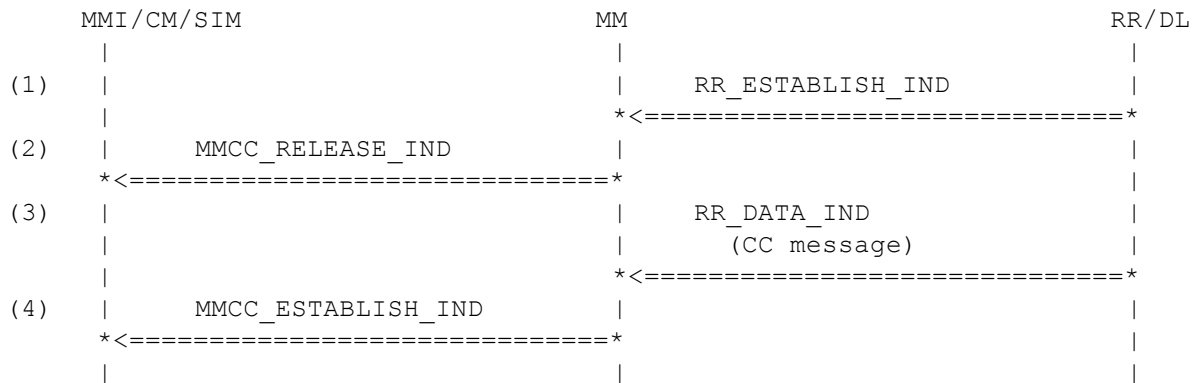 MMI/CM/SIM MM RR/DL
(1) RR_ESTABLISH_IND
(2) MMCC_RELEASE_IND
(3) RR_DATA_IND
(CC message)
(4) MMCC_ESTABLISH_IND